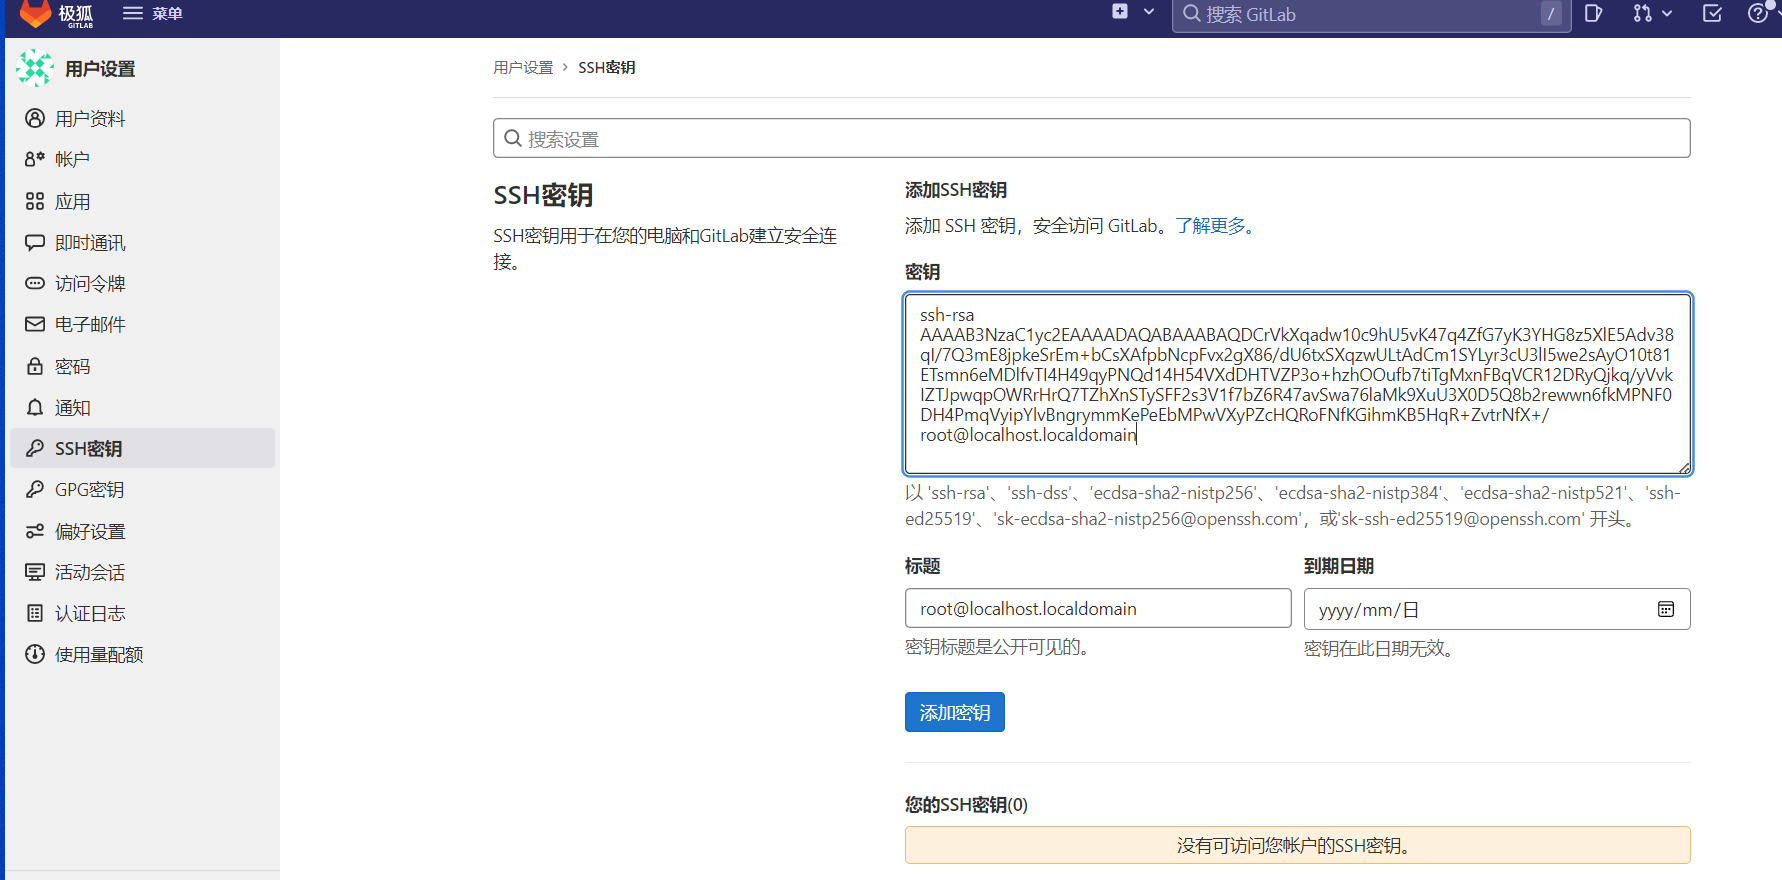 极狐
GITLAB
菜单
搜索 GitLab
/
用户设置
用户资料
帐户
应用
即时通讯
访问令牌
电子邮件
密码
通知
SSH密钥
GPG密钥
偏好设置
活动会话
认证日志
使用量配额
用户设置 › SSH密钥
搜索设置
SSH密钥
SSH密钥用于在您的电脑和GitLab建立安全连
接。
添加SSH密钥
添加 SSH 密钥，安全访问 GitLab。了解更多。
密钥
ssh-rsa
AAAAB3NzaC1yc2EAAAADAQABAAABAQDCrVkXqadw10c9hU5vK47q4ZfG7yK3YHG8z5XlE5Adv38
qI/7Q3mE8jpkeSrEm+bCsXAfpbNcpFvx2gX86/dU6txSXqzwULtAdCm1SYLyr3cU3lI5we2sAyO10t81
ETsmn6eMDlfvTI4H49qyPNQd14H54VXdDHTVZP3o+hzhOOufb7tiTgMxnFBqVCR12DRyQjkq/yVvk
IZTJpwqpOWRrHrQ7TZhXnSTySFF2s3V1f7bZ6R47avSwa76laMk9XuU3X0D5Q8b2rewwn6fkMPNF0
DH4PmqVyipYlvBngrymmKePeEbMPwVXyPZcHQRoFNfKGihmKB5HqR+ZvtrNfX+/
root@localhost.localdomain
以 'ssh-rsa'、'ssh-dss'、'ecdsa-sha2-nistp256'、'ecdsa-sha2-nistp384'、'ecdsa-sha2-nistp521'、'ssh-
ed25519'、'sk-ecdsa-sha2-nistp256@openssh.com'，或'sk-ssh-ed25519@openssh.com' 开头。
标题
到期日期
root@localhost.localdomain
yyyy/mm/日
密钥标题是公开可见的。
密钥在此日期无效。
添加密钥
您的SSH密钥(0)
没有可访问您帐户的SSH密钥。